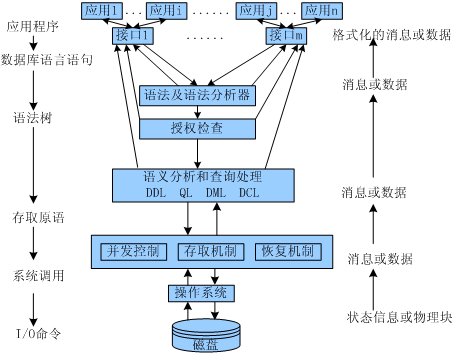 应用1 ... 应用i ...... 应用j ... 应用n
应用程序
接口1 ...... 接口m
格式化的消息或数据
数据库语言语句
消息或数据
语法及语法分析器
语法树
授权检查
语义分析和查询处理
DDL QL DML DCL
消息或数据
存取原语
并发控制 存取机制 恢复机制
消息或数据
系统调用
操作系统
状态信息或物理块
I/O命令
磁盘